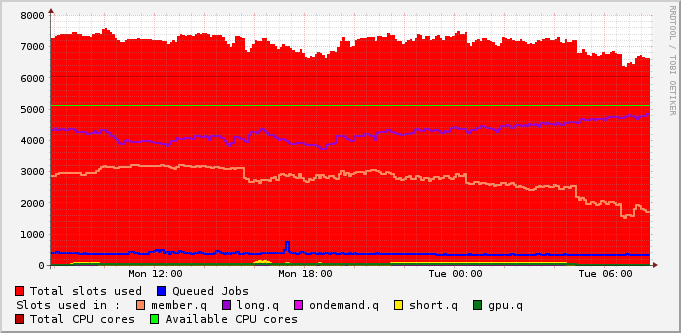 8000
7000
6000
5000
4000
3000
2000
1000
0
Mon 12:00 Mon 18:00 Tue 00:00 Tue 06:00
RRDTOOL / TOBI OETIKER
Total slots used Queued Jobs
Slots used in : member.q long.q ondemand.q short.q gpu.q
Total CPU cores Available CPU cores